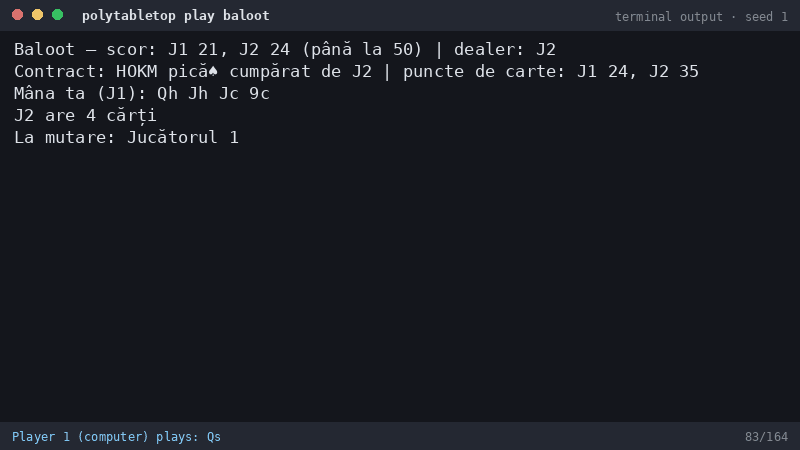 polytabletop play baloot
terminal output · seed 1
Baloot — scor: J1 21, J2 24 (până la 50) | dealer: J2
Contract: HOKM pică♠ cumpărat de J2 | puncte de carte: J1 24, J2 35
Mâna ta (J1): Qh Jh Jc 9c
J2 are 4 cărți
La mutare: Jucătorul 1
Player 1 (computer) plays: Qs
83/164